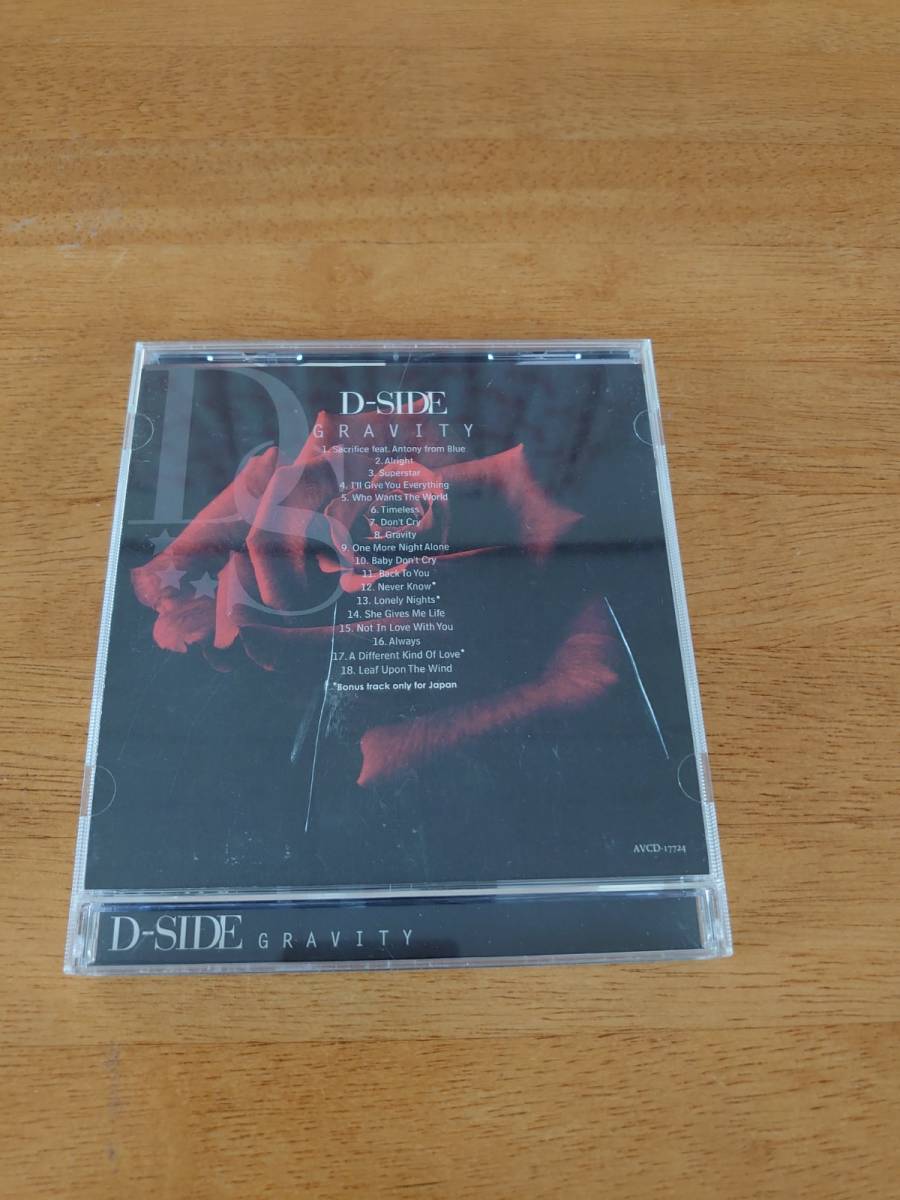 DS
D-SIDE
GRAVITY
1. Sacrifice feat. Antony from Blue
2. Alright
3. Superstar
4. I'll Give You Everything
5. Who Wants The World
6. Timeless
7. Don't Cry
8. Gravity
9. One More Night Alone
10. Baby Don't Cry
11. Back To You
12. Never Know*
13. Lonely Nights*
14. She Gives Me Life
15. Not In Love With You
16. Always
17. A Different Kind Of Love*
18. Leaf Upon The Wind
*Bonus track only for Japan
AVCD-17724
D-SIDE GRAVITY